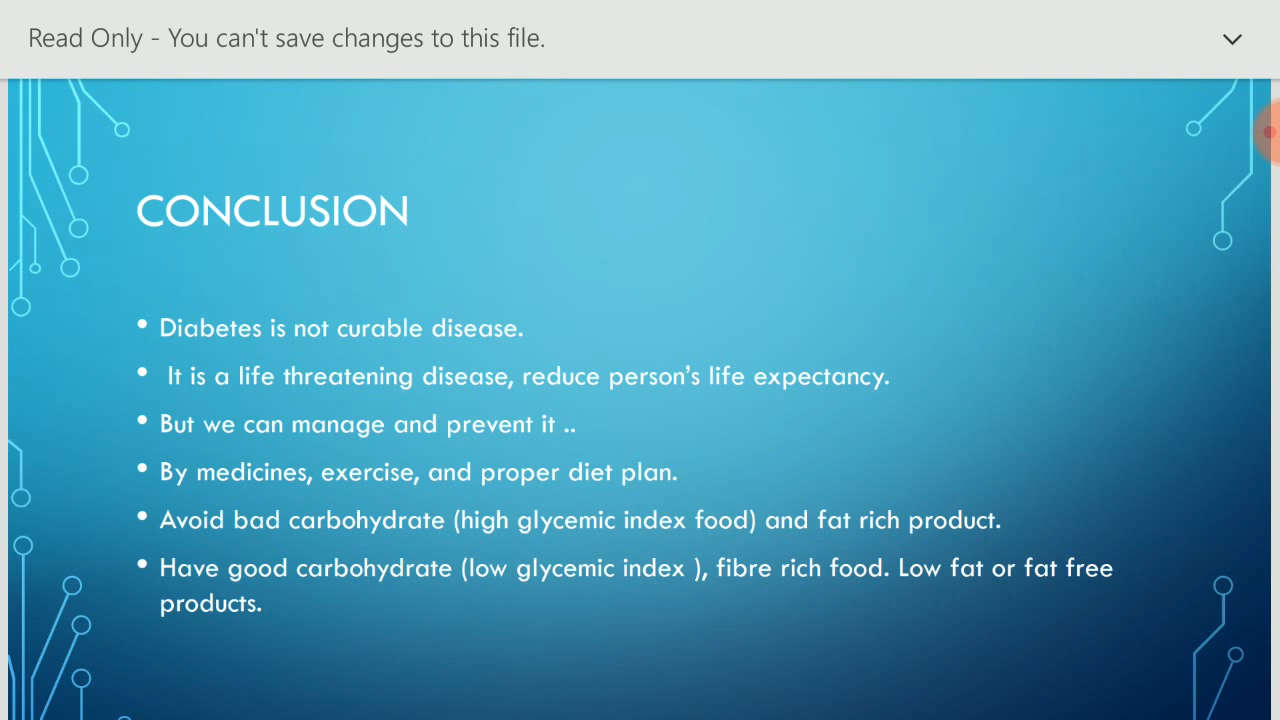 Read Only - You can't save changes to this file.
CONCLUSION
• Diabetes is not curable disease.
• It is a life threatening disease, reduce person’s life expectancy.
• But we can manage and prevent it ..
• By medicines, exercise, and proper diet plan.
• Avoid bad carbohydrate (high glycemic index food) and fat rich product.
• Have good carbohydrate (low glycemic index ), fibre rich food. Low fat or fat free
products.